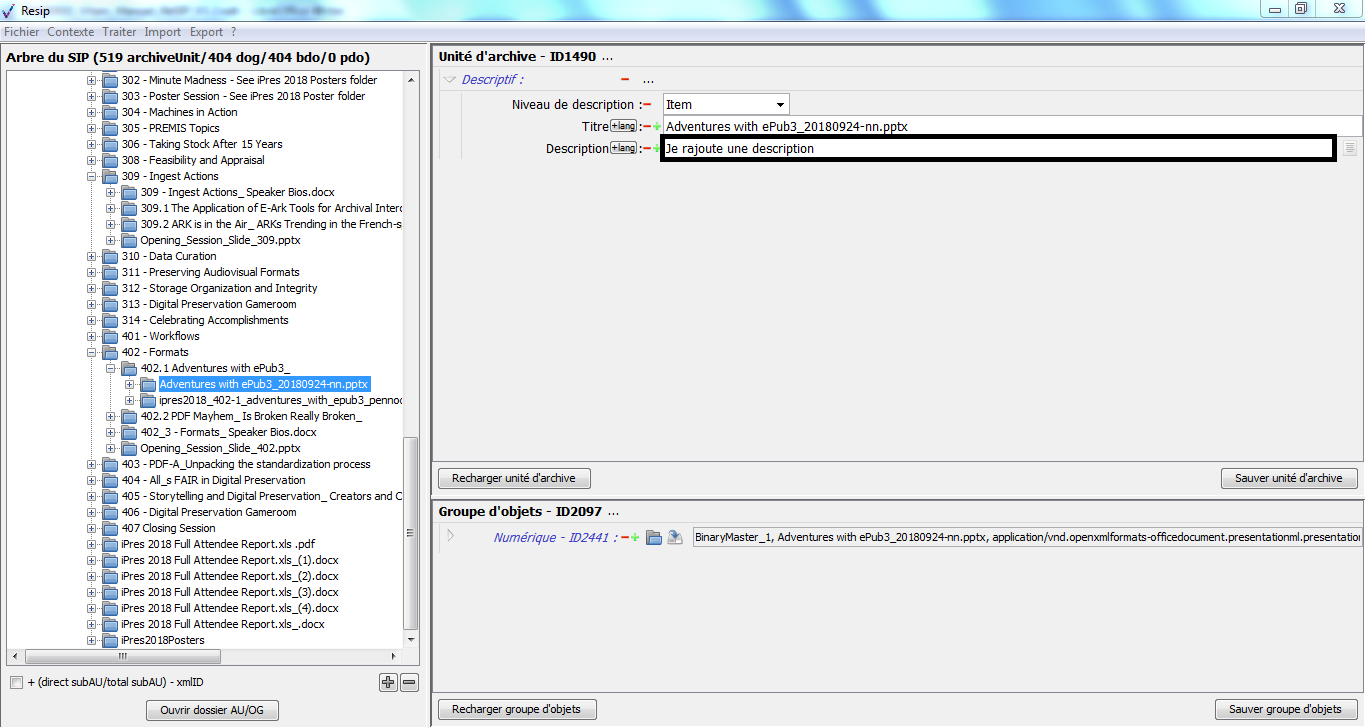 Resip
Fichier Contexte Traiter Import Export ?
Arbre du SIP (519 archiveUnit/404 dog/404 bdo/0 pdo)
302 - Minute Madness - See iPres 2018 Posters folder
303 - Poster Session - See iPres 2018 Poster folder
304 - Machines in Action
305 - PREMIS Topics
306 - Taking Stock After 15 Years
308 - Feasibility and Appraisal
309 - Ingest Actions
309 - Ingest Actions_ Speaker Bios.docx
309.1 The Application of E-Ark Tools for Archival Interc
309.2 ARK is in the Air_ ARKs Trending in the French-s
Opening_Session_Slide_309.pptx
310 - Data Curation
311 - Preserving Audiovisual Formats
312 - Storage Organization and Integrity
313 - Digital Preservation Gameroom
314 - Celebrating Accomplishments
401 - Workflows
402 - Formats
402.1 Adventures with ePub3_
Adventures with ePub3_20180924-nn.pptx
ipres2018_402-1_adventures_with_epub3_pennoc
402.2 PDF Mayhem_ Is Broken Really Broken_
402_3 - Formats_ Speaker Bios.docx
Opening_Session_Slide_402.pptx
403 - PDF-A_Unpacking the standardization process
404 - All_s FAIR in Digital Preservation
405 - Storytelling and Digital Preservation_ Creators and C
406 - Digital Preservation Gameroom
407 Closing Session
iPres 2018 Full Attendee Report.xls .pdf
iPres 2018 Full Attendee Report.xls_(1).docx
iPres 2018 Full Attendee Report.xls_(2).docx
iPres 2018 Full Attendee Report.xls_(3).docx
iPres 2018 Full Attendee Report.xls_(4).docx
iPres 2018 Full Attendee Report.xls_.docx
iPres2018Posters
+ (direct subAU/total subAU) - xmlID
Ouvrir dossier AU/OG
Unité d'archive - ID1490 ...
Descriptif : - ...
Niveau de description :- Item
Titre +lang :-+ Adventures with ePub3_20180924-nn.pptx
Description +lang :-+ Je rajoute une description
Recharger unité d'archive Sauver unité d'archive
Groupe d'objets - ID2097 ...
Numérique - ID2441 : -+ BinaryMaster_1, Adventures with ePub3_20180924-nn.pptx, application/vnd.openxmlformats-officedocument.presentationml.presentation
Recharger groupe d'objets Sauver groupe d'objets